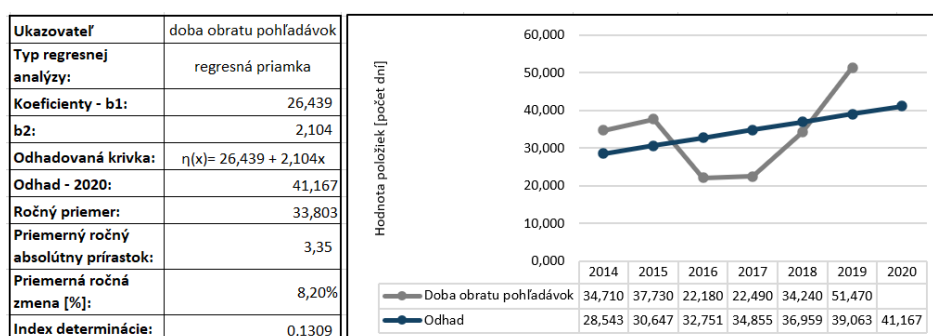 Ukazovateľ doba obratu pohľadávok
Typ regresnej
analýzy:
regresná priamka
Koeficienty - b1: 26,439
b2: 2,104
Odhadovaná krivka: η(x)= 26,439 + 2,104x
Odhad - 2020: 41,167
Ročný priemer: 33,803
Priemerný ročný
absolútny prírastok:
3,35
Priemerná ročná
zmena [%]:
8,20%
Index determinácie: 0,1309
Hodnota položiek [počet dní]
60,000
50,000
40,000
30,000
20,000
10,000
0,000
2014 2015 2016 2017 2018 2019 2020
Doba obratu pohľadávok 34,710 37,730 22,180 22,490 34,240 51,470
Odhad 28,543 30,647 32,751 34,855 36,959 39,063 41,167